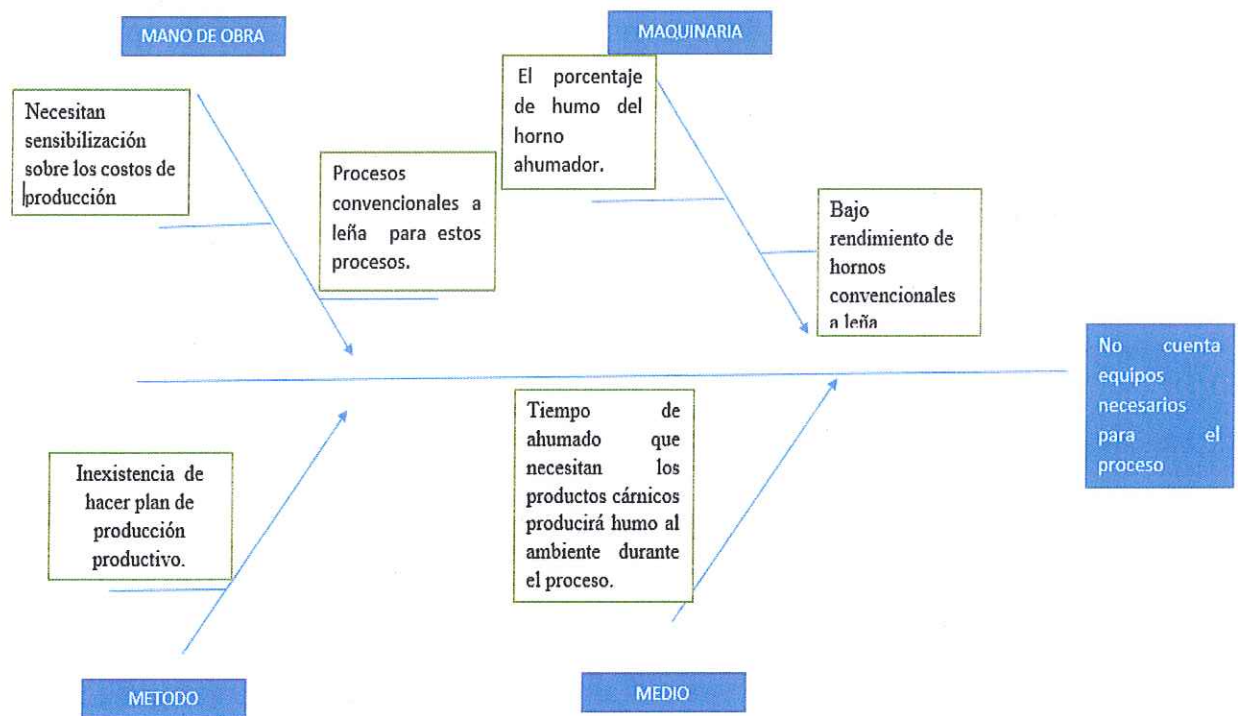 MANO DE OBRA
MAQUINARIA
Necesitan
sensibilización
sobre los costos de
producción
Procesos
convencionales a
leña para estos
procesos.
El porcentaje
de humo del
horno
ahumador.
Bajo
rendimiento de
hornos
convencionales
a leña
No cuenta
equipos
necesarios
para el
proceso
Inexistencia de
hacer plan de
producción
productivo.
Tiempo de
ahumado que
necesitan los
productos cárnicos
producirá humo al
ambiente durante
el proceso.
METODO
MEDIO